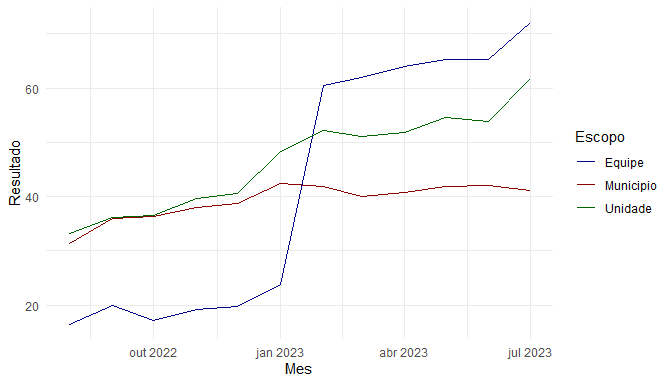 Resultado
60
40
20
out 2022
jan 2023
abr 2023
jul 2023
Mes
Escopo
Equipe
Municipio
Unidade